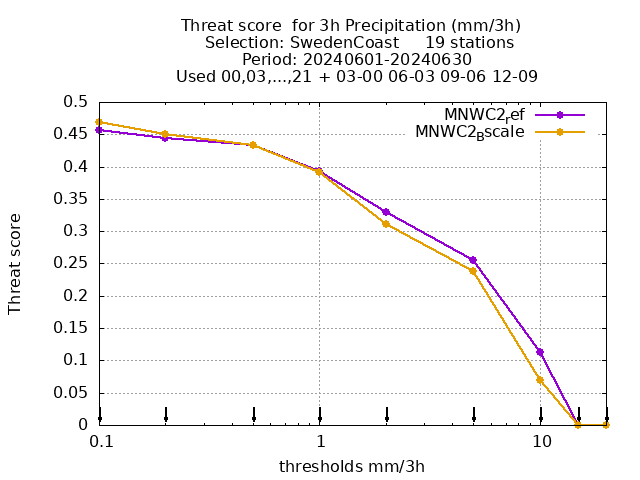 Threat score  for 3h Precipitation (mm/3h)
Selection: SwedenCoast     19 stations
Period: 20240601-20240630
Used 00,03,...,21 + 03-00 06-03 09-06 12-09
MNWC2_ref
MNWC2_Bscale
0.5
0.45
0.4
0.35
0.3
0.25
0.2
0.15
0.1
0.05
0
Threat score
0.1 1 10
thresholds mm/3h